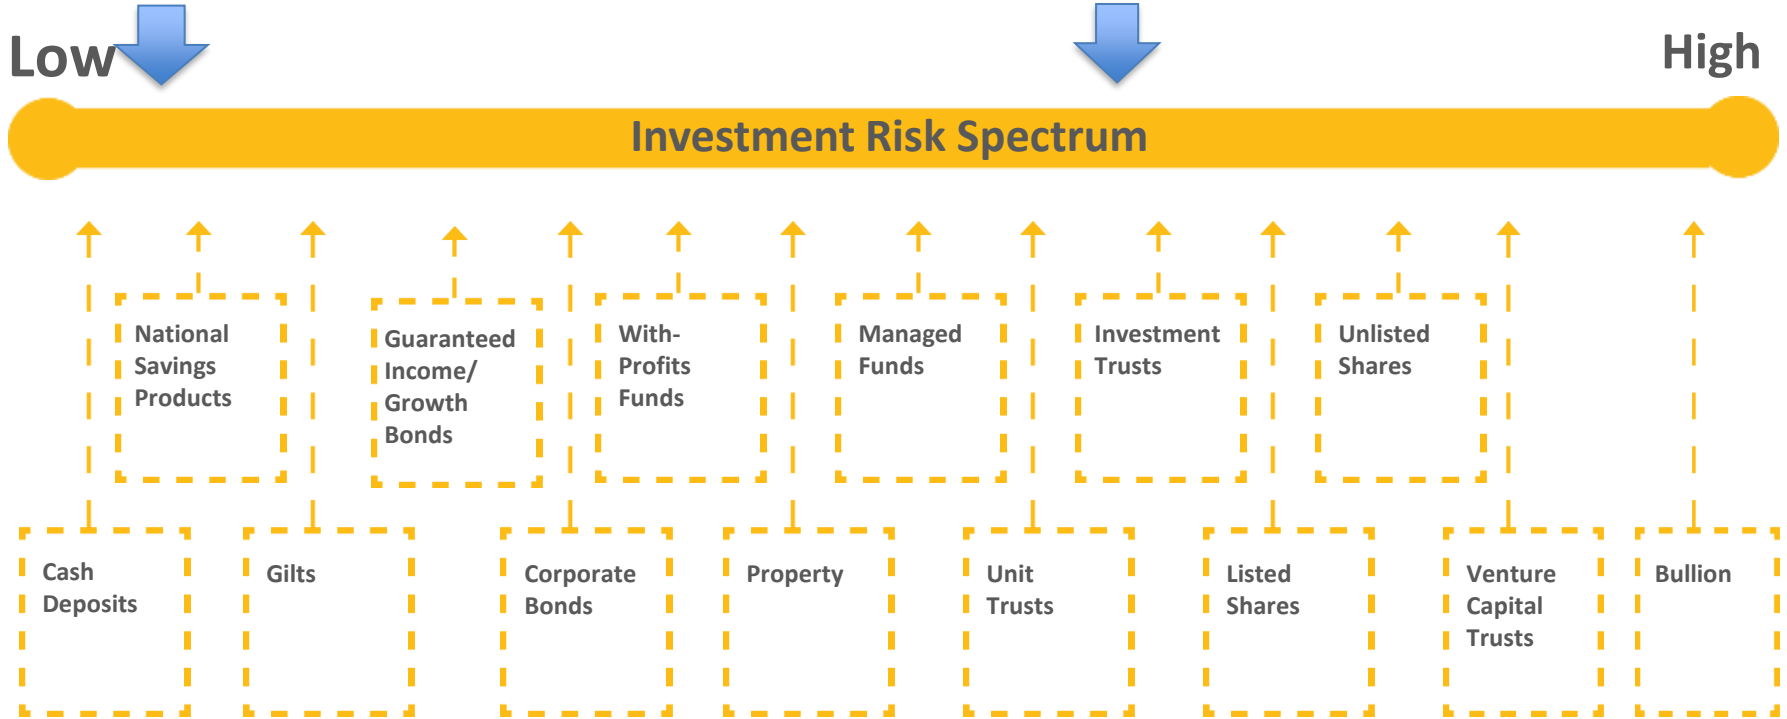 Low
High
Investment Risk Spectrum
National
Savings
Products
Guaranteed
Income/
Growth
Bonds
With-
Profits
Funds
Managed
Funds
Investment
Trusts
Unlisted
Shares
Cash
Deposits
Gilts
Corporate
Bonds
Property
Unit
Trusts
Listed
Shares
Venture
Capital
Trusts
Bullion